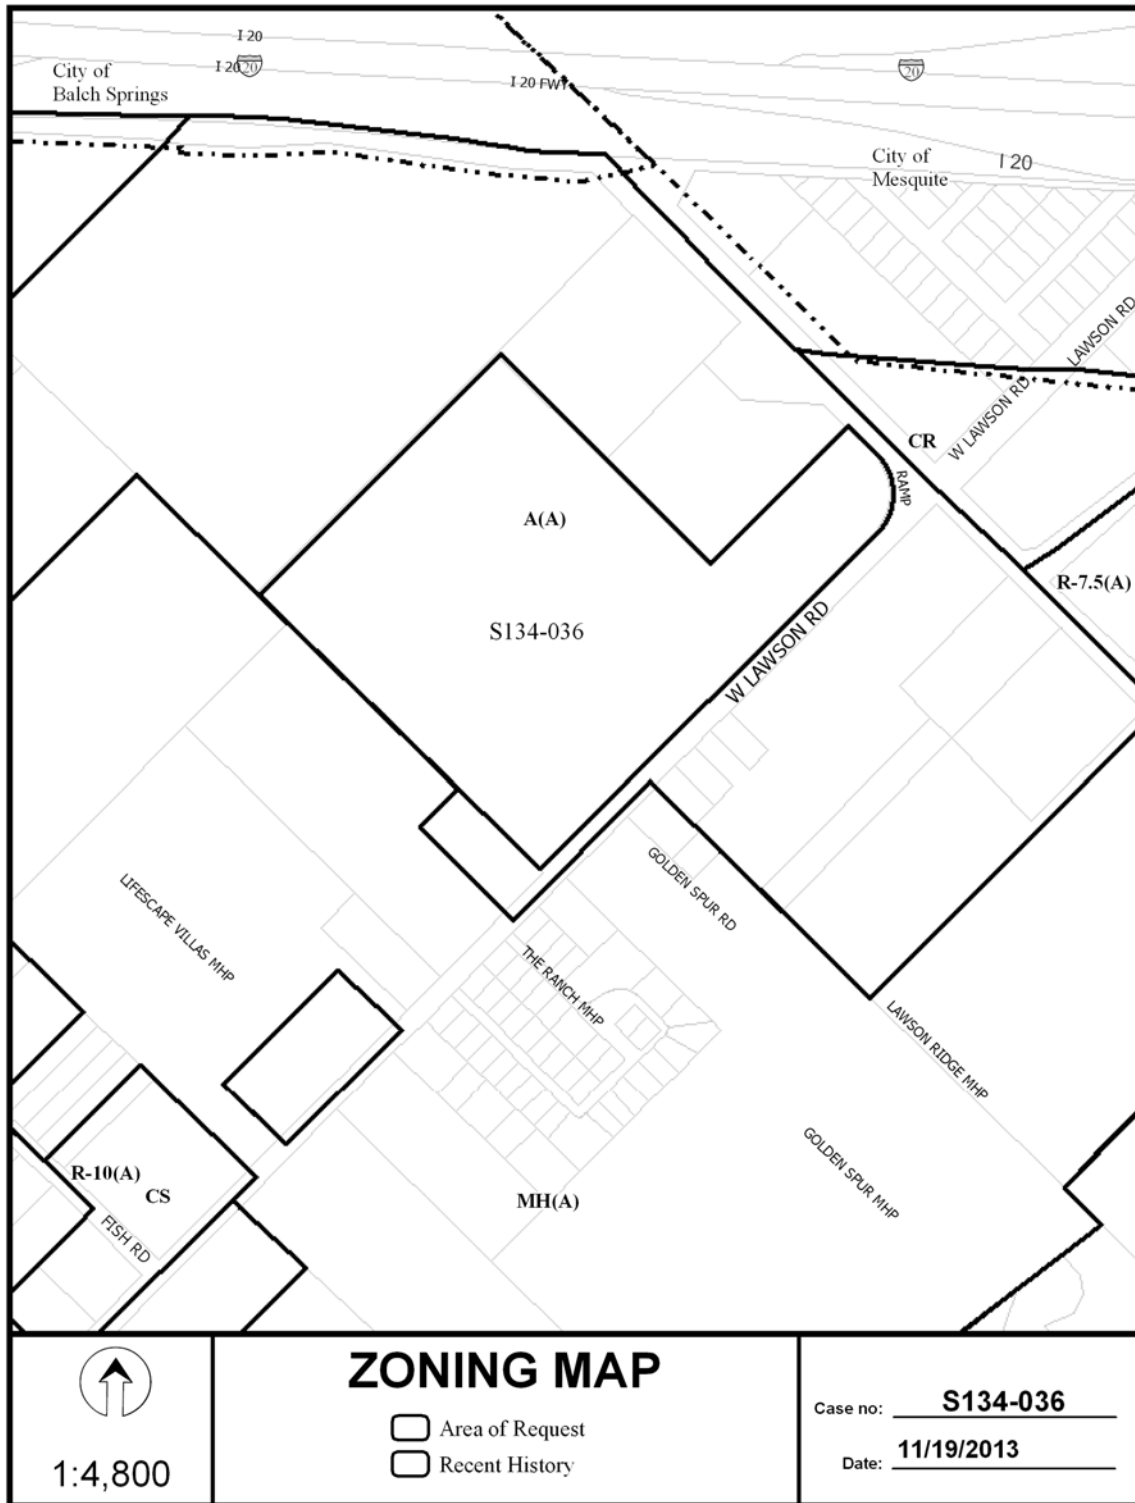 I 20
I 20
20
I 20 FWY
20
City of
Balch Springs
City of
Mesquite
I 20
LAWSON RD
W LAWSON RD
CR
RAMP
A(A)
R-7.5(A)
S134-036
W LAWSON RD
GOLDEN SPUR RD
LIFESCAPE VILLAS MHP
THE RANCH MHP
LAWSON RIDGE MHP
GOLDEN SPUR MHP
R-10(A)
CS
MH(A)
FISH RD
1:4,800
ZONING MAP
Area of Request
Recent History
Case no: S134-036
Date: 11/19/2013